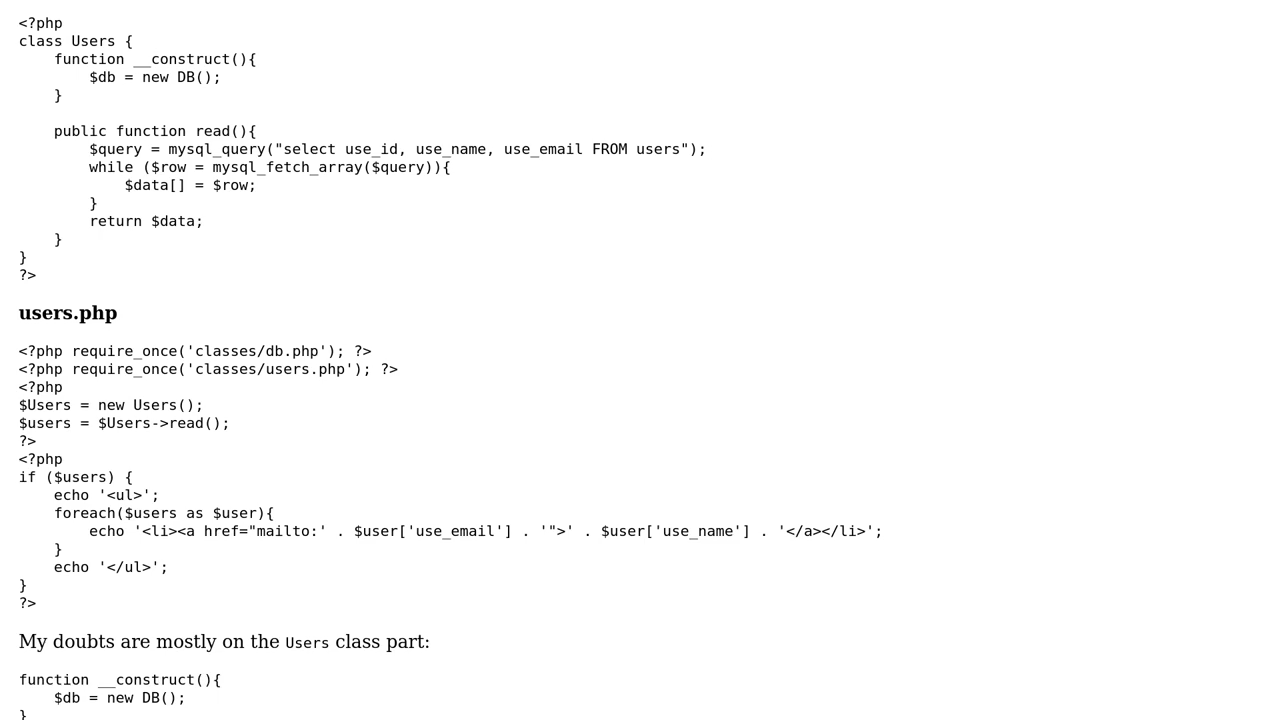 <?php
class Users {
    function __construct(){
        $db = new DB();
    }

    public function read(){
        $query = mysql_query("select use_id, use_name, use_email FROM users");
        while ($row = mysql_fetch_array($query)){
            $data[] = $row;
        }
        return $data;
    }
}
?>
users.php
<?php require_once('classes/db.php'); ?>
<?php require_once('classes/users.php'); ?>
<?php
$Users = new Users();
$users = $Users->read();
?>
<?php
if ($users) {
    echo '<ul>';
    foreach($users as $user){
        echo '<li><a href="mailto:' . $user['use_email'] . '">' . $user['use_name'] . '</a></li>';
    }
    echo '</ul>';
}
?>
My doubts are mostly on the Users class part:
function __construct(){
    $db = new DB();
}